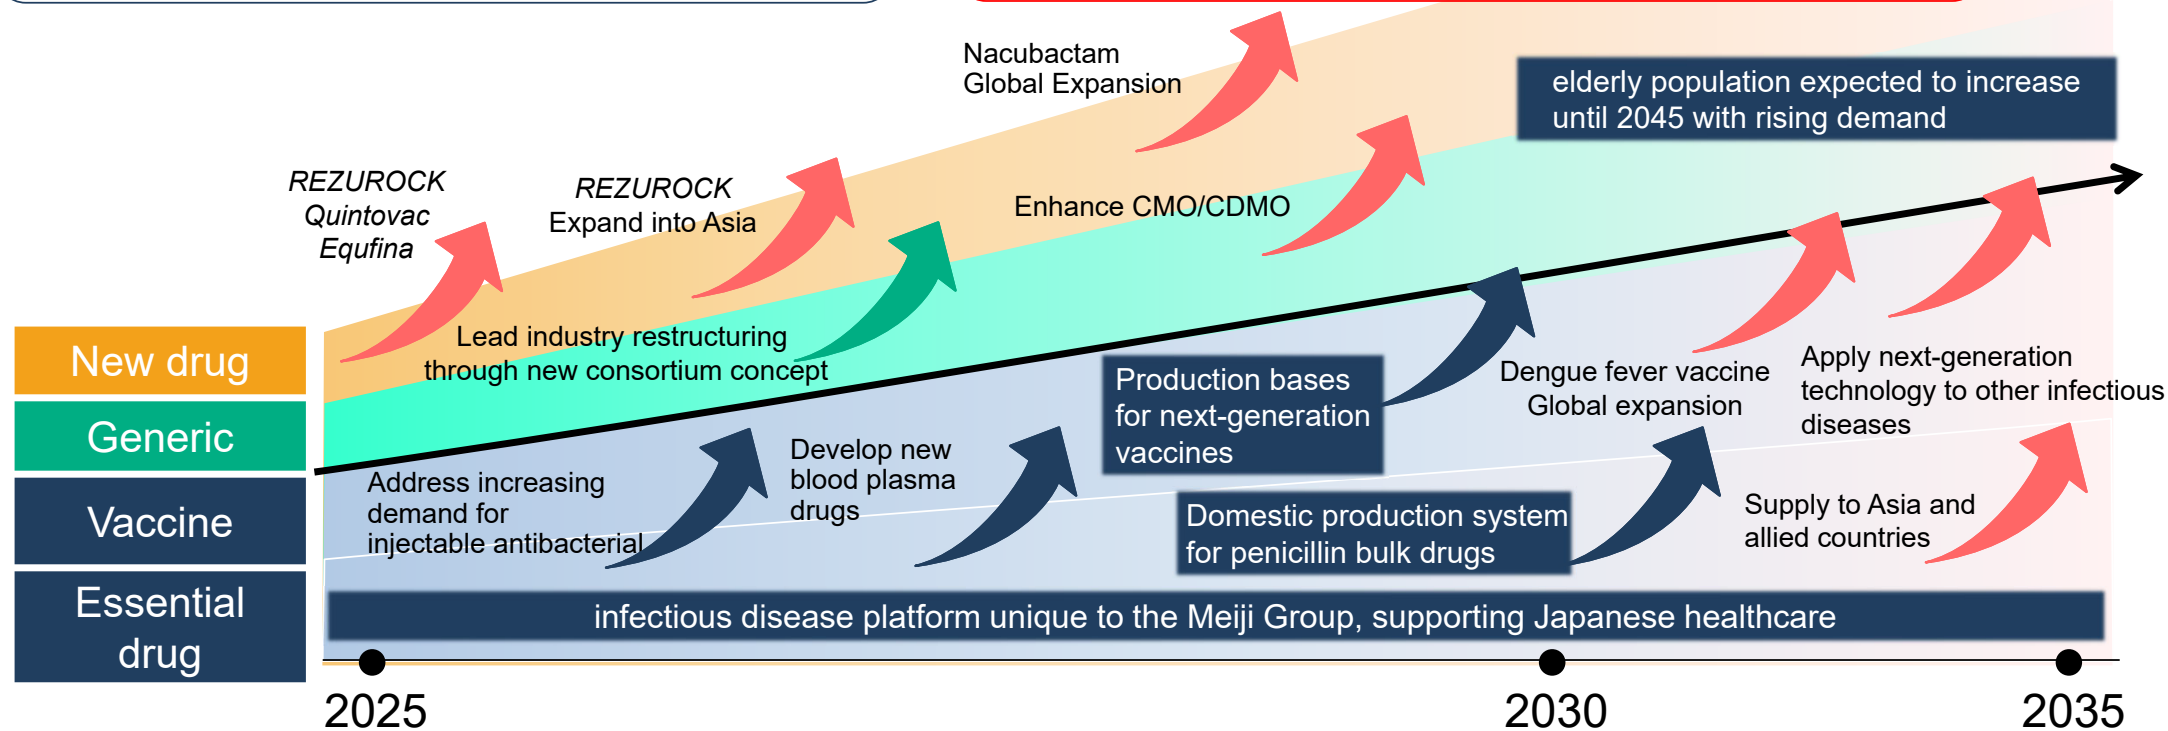 Nacubactam
Global Expansion
elderly population expected to increase
until 2045 with rising demand
REZUROCK
Quintovac
Equfina
REZUROCK
Expand into Asia
Enhance CMO/CDMO
New drug
Lead industry restructuring
through new consortium concept
Generic
Production bases
for next-generation
vaccines
Dengue fever vaccine
Global expansion
Apply next-generation
technology to other infectious
diseases
Vaccine
Address increasing
demand for
injectable antibacterial
Develop new
blood plasma
drugs
Domestic production system
for penicillin bulk drugs
Supply to Asia and
allied countries
Essential
drug
infectious disease platform unique to the Meiji Group, supporting Japanese healthcare
2025
2030
2035